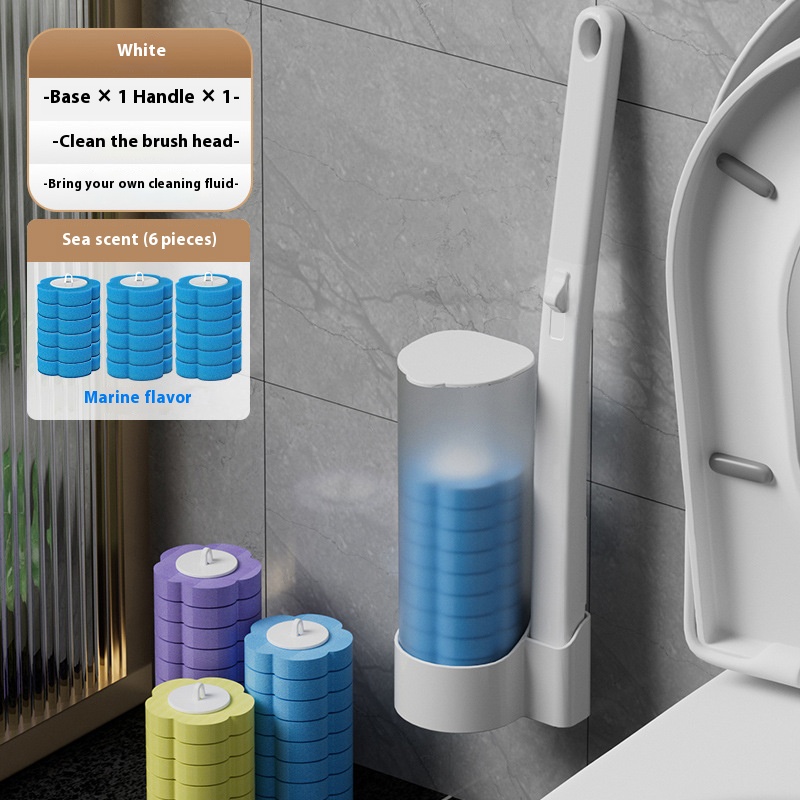 White
-Base × 1 Handle × 1-
-Clean the brush head-
-Bring your own cleaning fluid-
Sea scent (6 pieces)
Marine flavor